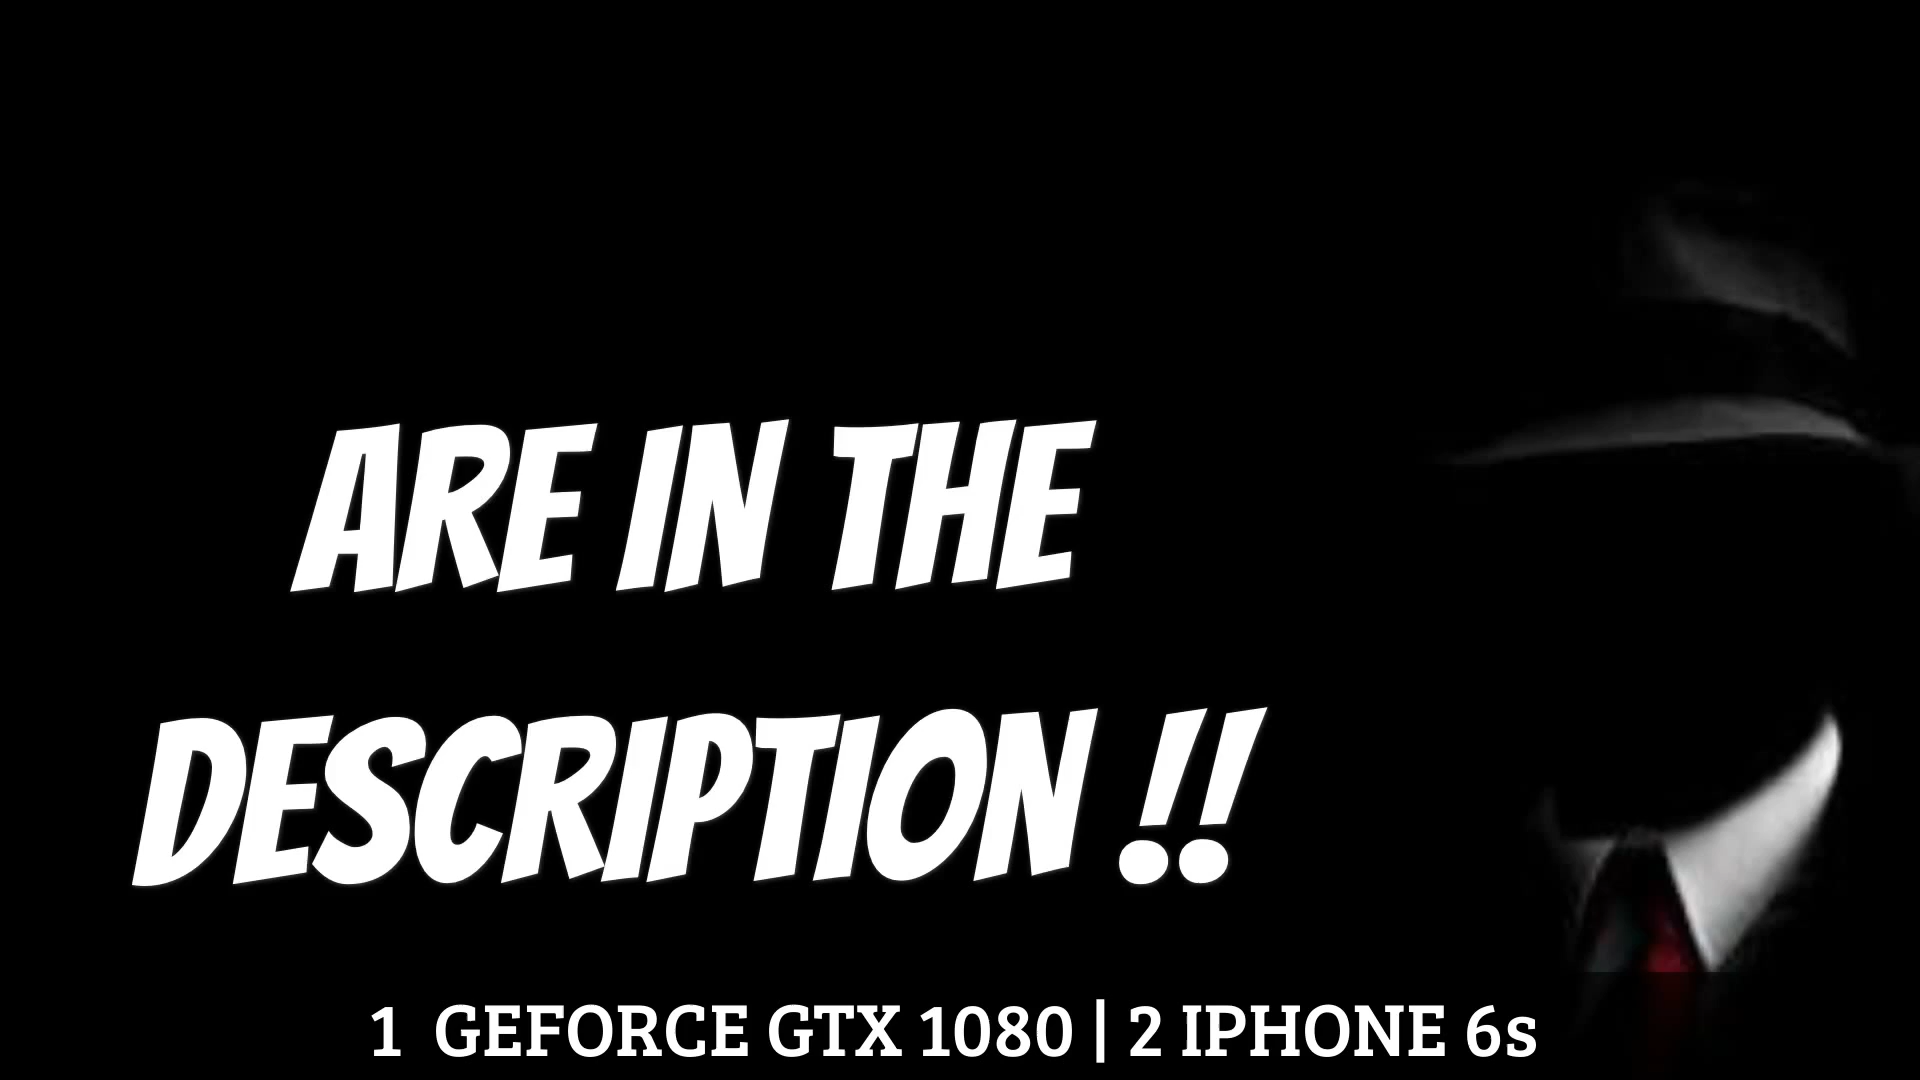 ARE IN THE
DESCRIPTION !!
1 GEFORCE GTX 1080 | 2 IPHONE 6s